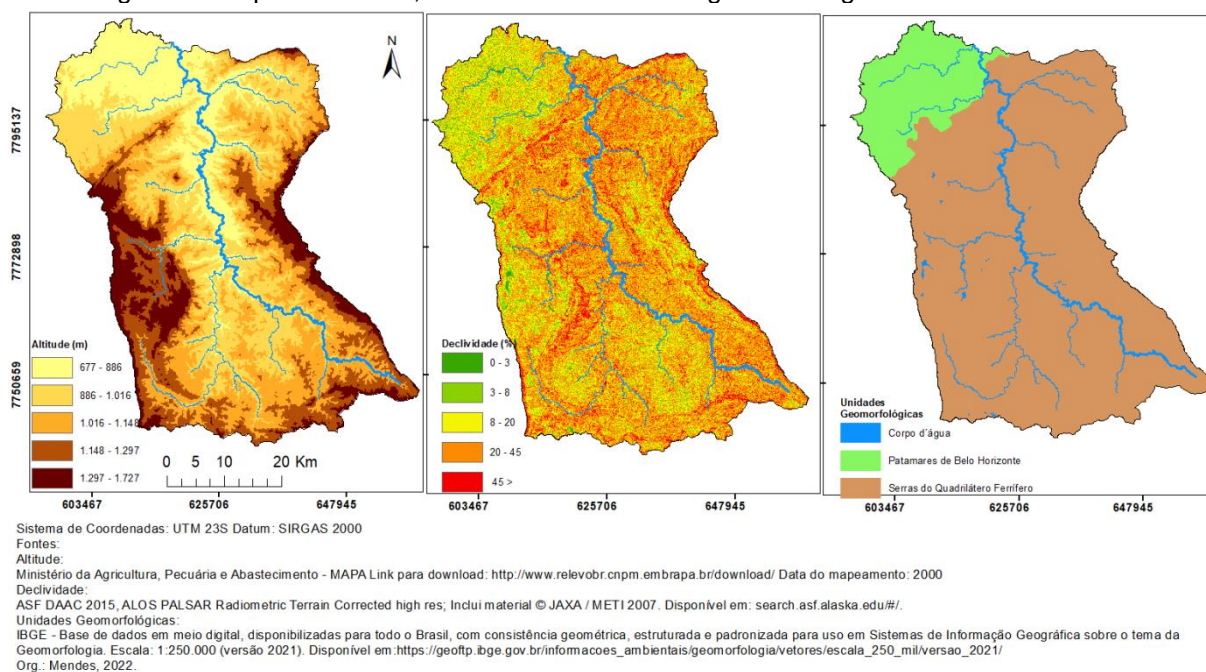 N
7795137
7772898
7750659
Altitude (m)
677 - 886
886 - 1.016
1.016 - 1.148
1.148 - 1.297
1.297 - 1.727
0 5 10 20 Km
603467 625706 647945
Declividade (%)
0 - 3
3 - 8
8 - 20
20 - 45
45 >
603467 625706 647945
Unidades
Geomorfológicas
Corpo d´água
Patamares de Belo Horizonte
Serras do Quadrilátero Ferrífero
603467 625706 647945
Sistema de Coordenadas: UTM 23S Datum: SIRGAS 2000
Fontes:
Altitude:
Ministério da Agricultura, Pecuária e Abastecimento - MAPA Link para download: http://www.relevobr.cnpm.embrapa.br/download/ Data do mapeamento: 2000
Declividade:
ASF DAAC 2015, ALOS PALSAR Radiometric Terrain Corrected high res; Inclui material © JAXA / METI 2007. Disponível em: search.asf.alaska.edu/#/.
Unidades Geomorfológicas:
IBGE - Base de dados em meio digital, disponibilizadas para todo o Brasil, com consistência geométrica, estruturada e padronizada para uso em Sistemas de Informação Geográfica sobre o tema da
Geomorfologia. Escala: 1:250.000 (versão 2021). Disponível em:https://geoftp.ibge.gov.br/informacoes_ambientais/geomorfologia/vetores/escala_250_mil/versao_2021/
Org.: Mendes, 2022.